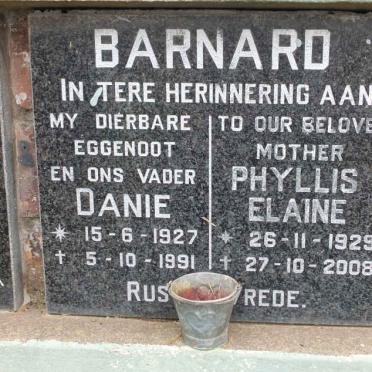 BARNARD
IN TERE HERINNERING AAN
MY DIERBARE
EGGENOOT
EN ONS VADER
DANIE
* 15-6-1927
† 5-10-1991
TO OUR BELOVE
MOTHER
PHYLLIS
ELAINE
* 26-11-1929
† 27-10-2008
RUS REDE.